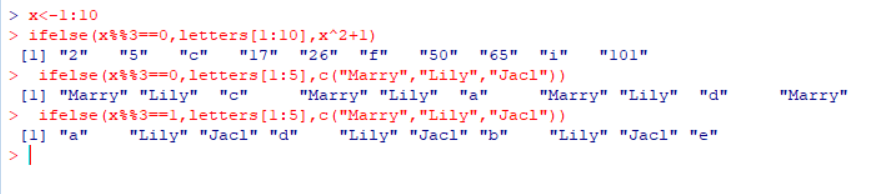 > x<-1:10
> ifelse(x%%3==0,letters[1:10],x^2+1)
[1] "2" "5" "c" "17" "26" "f" "50" "65" "i" "101"
> ifelse(x%%3==0,letters[1:5],c("Marry","Lily","Jacl"))
[1] "Marry" "Lily" "c" "Marry" "Lily" "a" "Marry" "Lily" "d" "Marry"
> ifelse(x%%3==1,letters[1:5],c("Marry","Lily","Jacl"))
[1] "a" "Lily" "Jacl" "d" "Lily" "Jacl" "b" "Lily" "Jacl" "e"
>